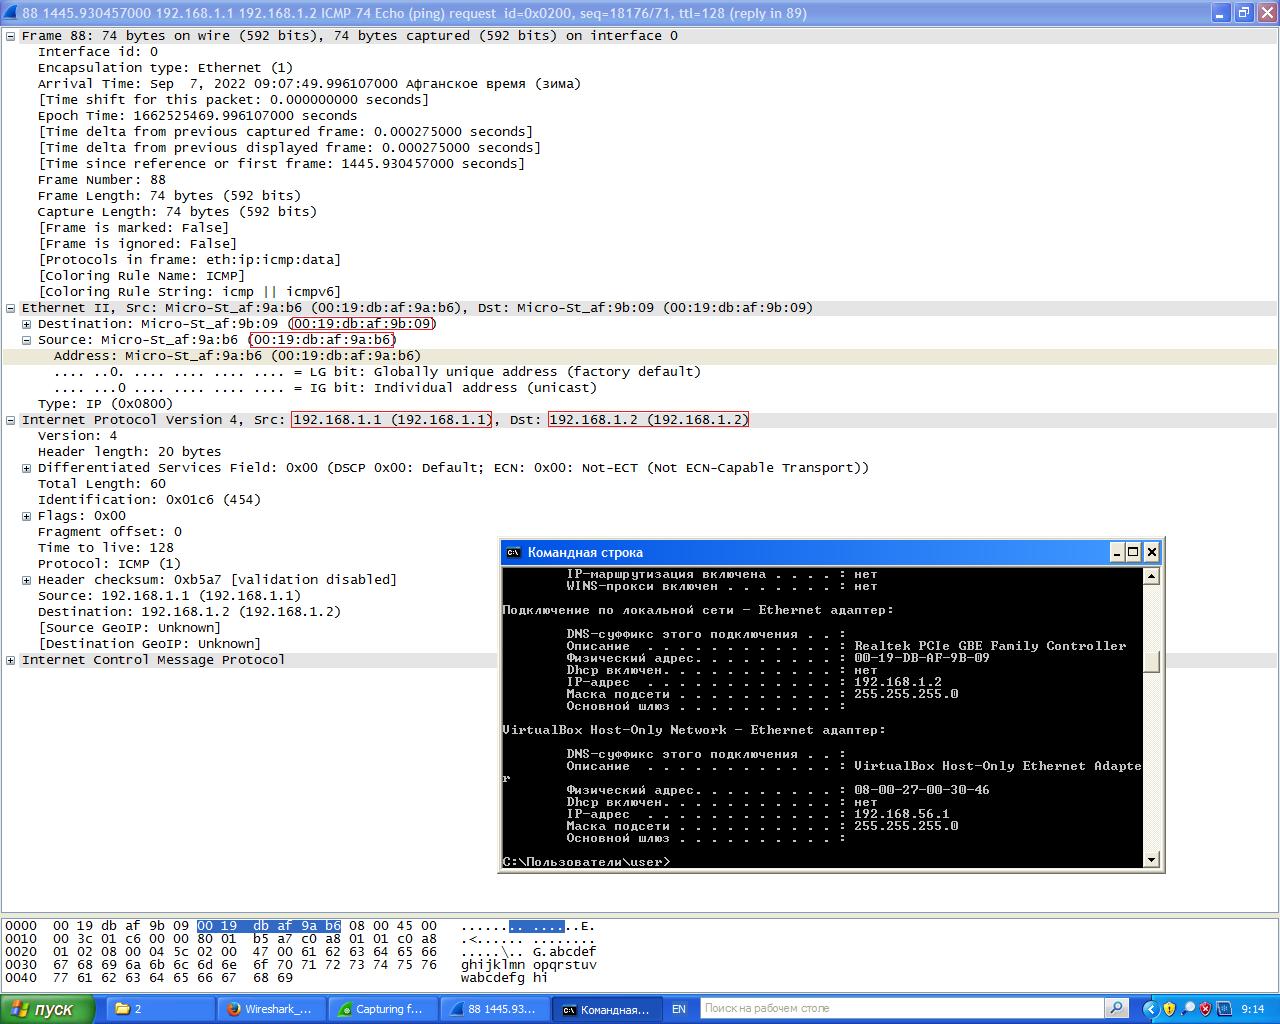 88 1445.930457000 192.168.1.1 192.168.1.2 ICMP 74 Echo (ping) request  id=0x0200, seq=18176/71, ttl=128 (reply in 89)
Frame 88: 74 bytes on wire (592 bits), 74 bytes captured (592 bits) on interface 0
Interface id: 0
Encapsulation type: Ethernet (1)
Arrival Time: Sep  7, 2022 09:07:49.996107000 Афганское время (зима)
[Time shift for this packet: 0.000000000 seconds]
Epoch Time: 1662525469.996107000 seconds
[Time delta from previous captured frame: 0.000275000 seconds]
[Time delta from previous displayed frame: 0.000275000 seconds]
[Time since reference or first frame: 1445.930457000 seconds]
Frame Number: 88
Frame Length: 74 bytes (592 bits)
Capture Length: 74 bytes (592 bits)
[Frame is marked: False]
[Frame is ignored: False]
[Protocols in frame: eth:ip:icmp:data]
[Coloring Rule Name: ICMP]
[Coloring Rule String: icmp || icmpv6]
Ethernet II, Src: Micro-St_af:9a:b6 (00:19:db:af:9a:b6), Dst: Micro-St_af:9b:09 (00:19:db:af:9b:09)
Destination: Micro-St_af:9b:09 (00:19:db:af:9b:09)
Source: Micro-St_af:9a:b6 (00:19:db:af:9a:b6)
Address: Micro-St_af:9a:b6 (00:19:db:af:9a:b6)
.... ..0. .... .... .... .... = LG bit: Globally unique address (factory default)
.... ...0 .... .... .... .... = IG bit: Individual address (unicast)
Type: IP (0x0800)
Internet Protocol Version 4, Src: 192.168.1.1 (192.168.1.1), Dst: 192.168.1.2 (192.168.1.2)
Version: 4
Header length: 20 bytes
Differentiated Services Field: 0x00 (DSCP 0x00: Default; ECN: 0x00: Not-ECT (Not ECN-Capable Transport))
Total Length: 60
Identification: 0x01c6 (454)
Flags: 0x00
Fragment offset: 0
Time to live: 128
Protocol: ICMP (1)
Header checksum: 0xb5a7 [validation disabled]
Source: 192.168.1.1 (192.168.1.1)
Destination: 192.168.1.2 (192.168.1.2)
[Source GeoIP: Unknown]
[Destination GeoIP: Unknown]
Internet Control Message Protocol
Командная строка
IP-маршрутизация включена . . . . : нет
WINS-прокси включен . . . . . . . : нет
Подключение по локальной сети - Ethernet адаптер:
DNS-суффикс этого подключения . . :
Описание  . . . . . . . . . . . . : Realtek PCIe GBE Family Controller
Физический адрес. . . . . . . . . : 00-19-DB-AF-9B-09
Dhcp включен. . . . . . . . . . . : нет
IP-адрес  . . . . . . . . . . . . : 192.168.1.2
Маска подсети . . . . . . . . . . : 255.255.255.0
Основной шлюз . . . . . . . . . . :
VirtualBox Host-Only Network - Ethernet адаптер:
DNS-суффикс этого подключения . . :
Описание  . . . . . . . . . . . . : VirtualBox Host-Only Ethernet Adapte
r
Физический адрес. . . . . . . . . : 08-00-27-00-30-46
Dhcp включен. . . . . . . . . . . : нет
IP-адрес  . . . . . . . . . . . . : 192.168.56.1
Маска подсети . . . . . . . . . . : 255.255.255.0
Основной шлюз . . . . . . . . . . :
C:\Пользователи\user>
0000  00 19 db af 9b 09 00 19  db af 9a b6 08 00 45 00   ........ ......E.
0010  00 3c 01 c6 00 00 80 01  b5 a7 c0 a8 01 01 c0 a8   .<...... ........
0020  01 02 08 00 04 5c 02 00  47 00 61 62 63 64 65 66   .....\.. G.abcdef
0030  67 68 69 6a 6b 6c 6d 6e  6f 70 71 72 73 74 75 76   ghijklmn opqrstuv
0040  77 61 62 63 64 65 66 67  68 69   wabcdefg hi
пуск
2
Wireshark_...
Capturing f...
88 1445.93...
Командная...
EN
Поиск на рабочем столе
9:14